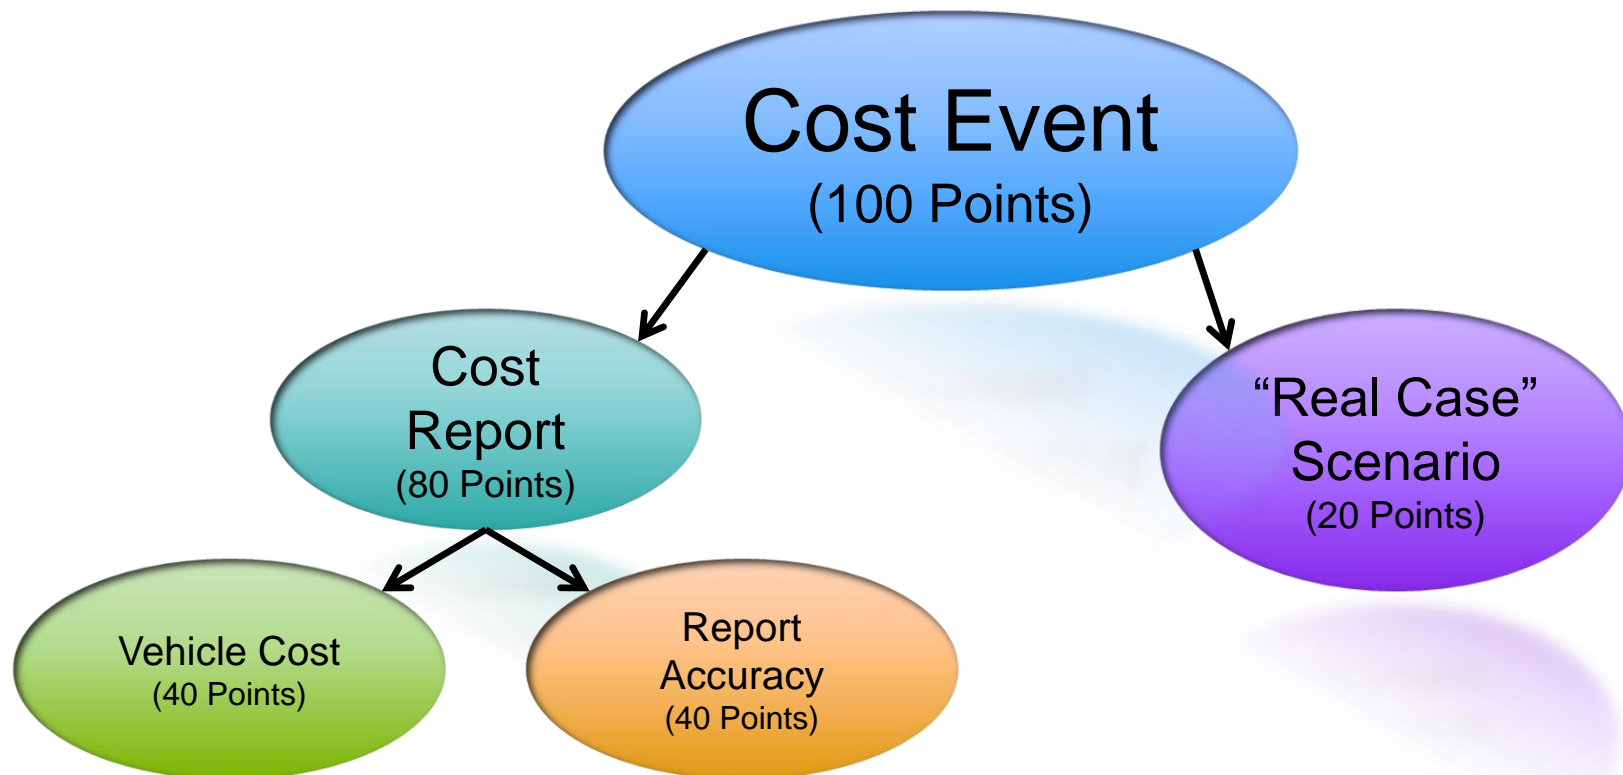 Cost Event
(100 Points)
Cost
Report
(80 Points)
“Real Case”
Scenario
(20 Points)
Vehicle Cost
(40 Points)
Report
Accuracy
(40 Points)